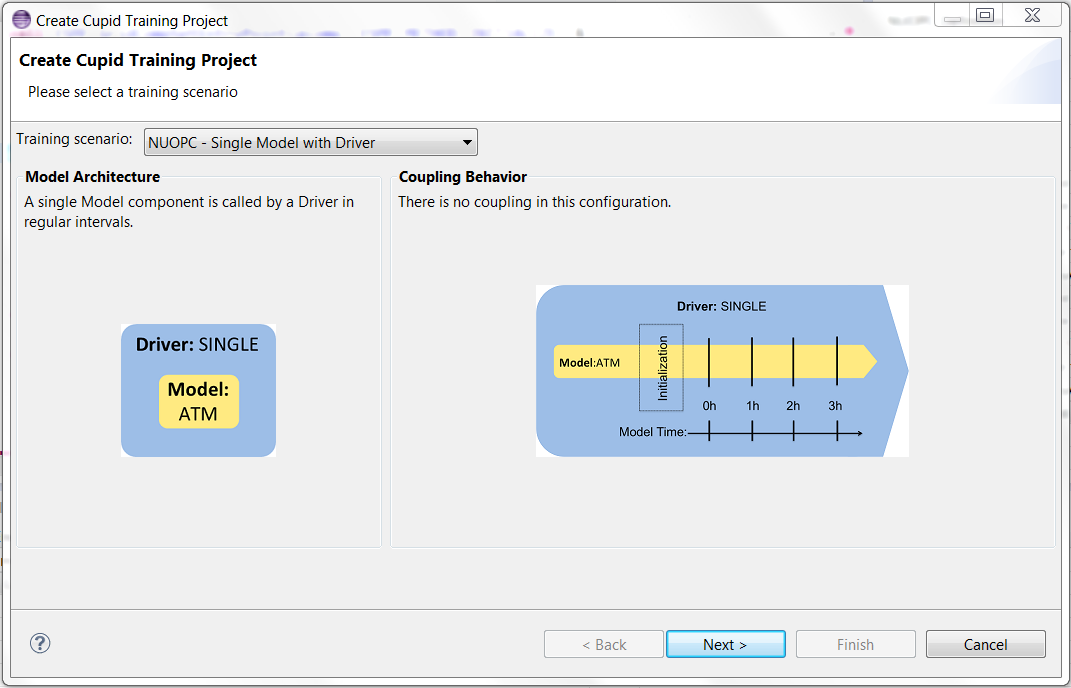 Create Cupid Training Project
Create Cupid Training Project
Please select a training scenario
Training scenario: NUOPC - Single Model with Driver
Model Architecture
A single Model component is called by a Driver in
regular intervals.
Driver: SINGLE
Model:
ATM
Coupling Behavior
There is no coupling in this configuration.
Driver: SINGLE
Model:ATM
Initialization
0h 1h 2h 3h
Model Time:
?
< Back Next > Finish Cancel